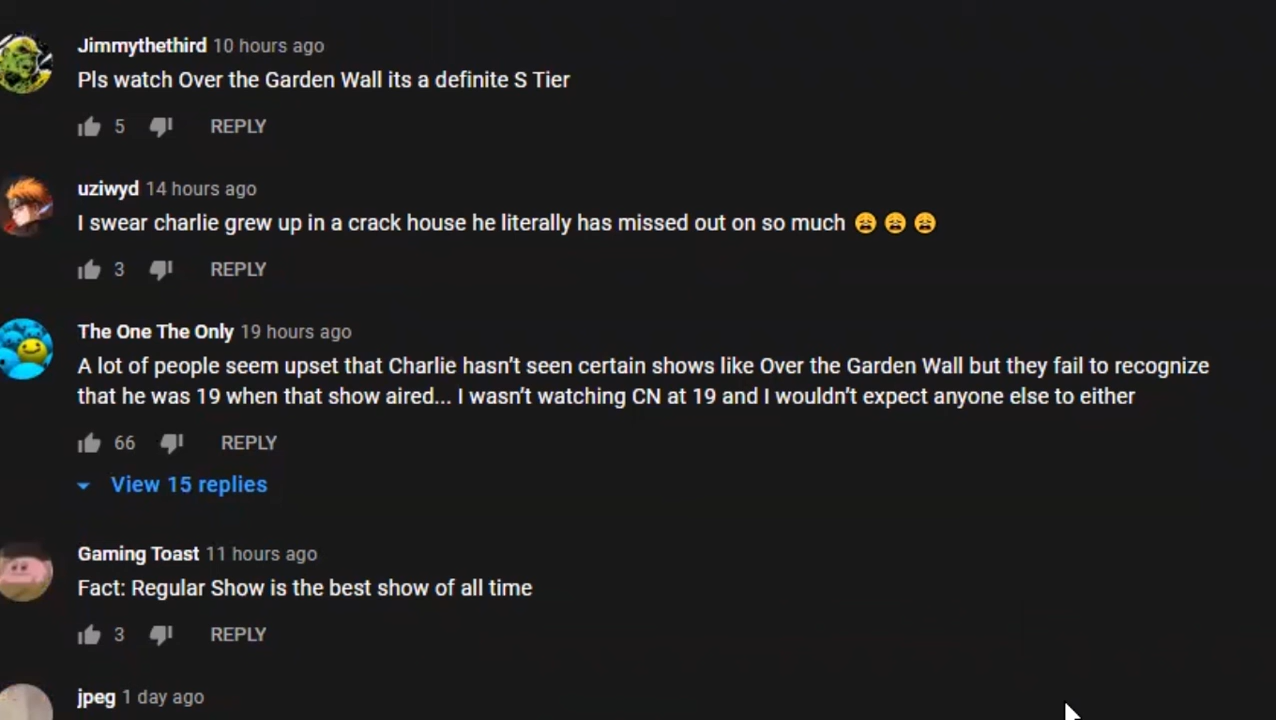 Jimmythethird 10 hours ago
Pls watch Over the Garden Wall its a definite S Tier
5 REPLY
uziwyd 14 hours ago
I swear charlie grew up in a crack house he literally has missed out on so much 😩 😩 😩
3 REPLY
The One The Only 19 hours ago
A lot of people seem upset that Charlie hasn't seen certain shows like Over the Garden Wall but they fail to recognize
that he was 19 when that show aired... I wasn't watching CN at 19 and I wouldn't expect anyone else to either
66 REPLY
View 15 replies
Gaming Toast 11 hours ago
Fact: Regular Show is the best show of all time
3 REPLY
jpeg 1 day ago